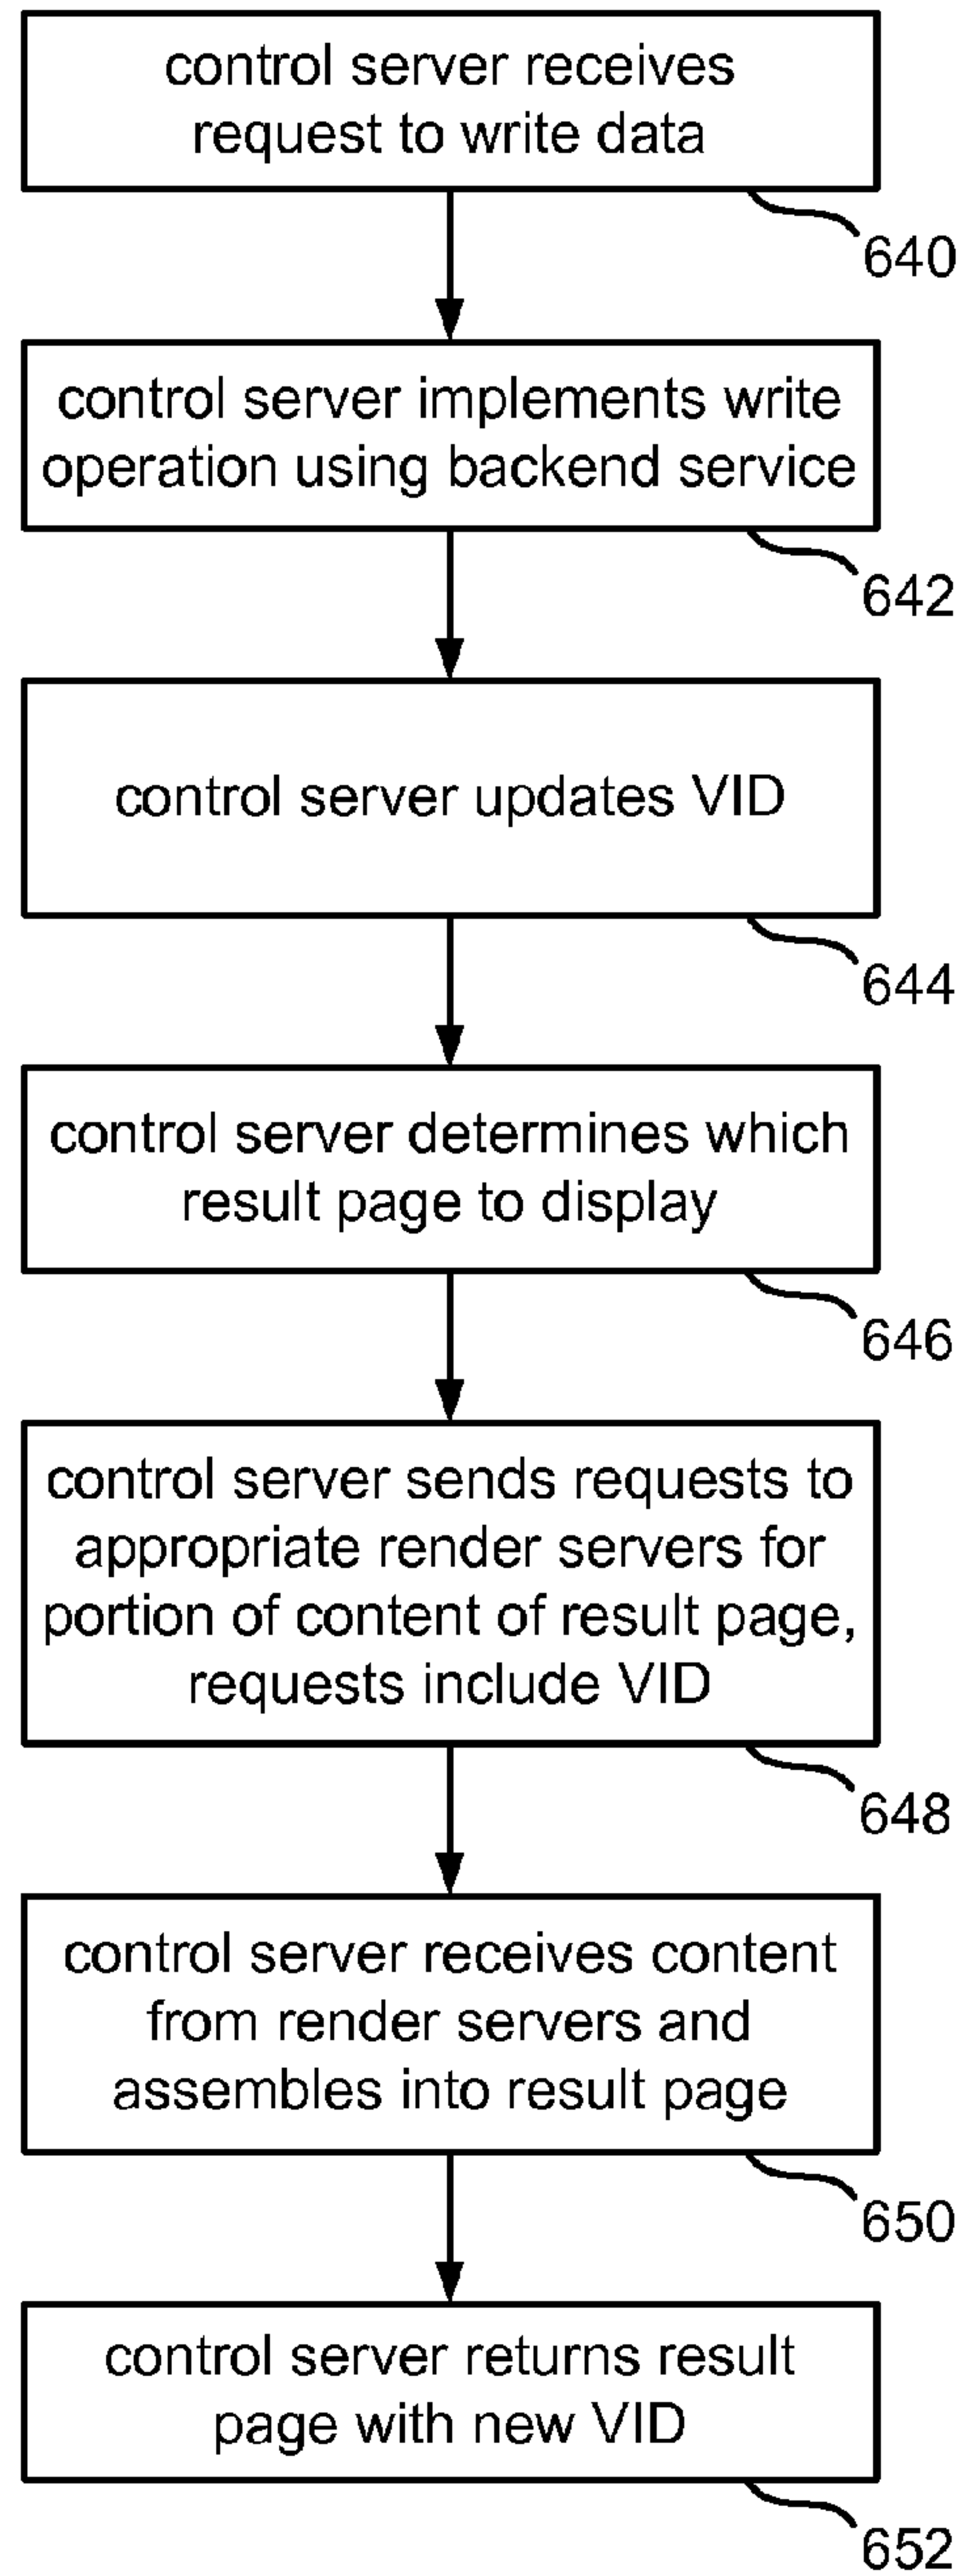 control server receives
request to write data
640
control server implements write
operation using backend service
642
control server updates VID
644
control server determines which
result page to display
646
control server sends requests to
appropriate render servers for
portion of content of result page,
requests include VID
648
control server receives content
from render servers and
assembles into result page
650
control server returns result
page with new VID
652